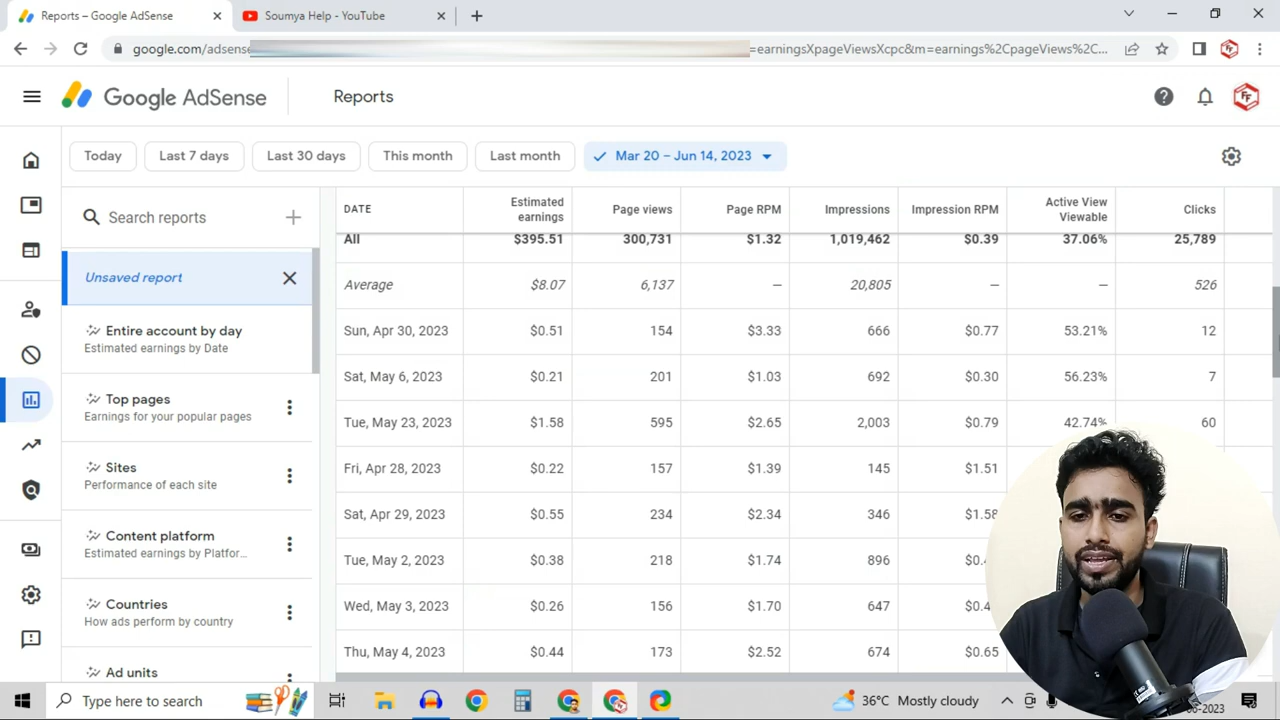 Reports – Google AdSense
Soumya Help - YouTube
google.com/adsense
=earningsXpageViewsXcpc&m=earnings%2CpageViews%2C...
Google AdSense
Reports
Today
Last 7 days
Last 30 days
This month
Last month
Mar 20 – Jun 14, 2023
Search reports
Unsaved report
Entire account by day
Estimated earnings by Date
Top pages
Earnings for your popular pages
Sites
Performance of each site
Content platform
Estimated earnings by Platfor...
Countries
How ads perform by country
Ad units
DATE Estimated earnings Page views Page RPM Impressions Impression RPM Active View Viewable Clicks
All $395.51 300,731 $1.32 1,019,462 $0.39 37.06% 25,789
Average $8.07 6,137 — 20,805 — — 526
Sun, Apr 30, 2023 $0.51 154 $3.33 666 $0.77 53.21% 12
Sat, May 6, 2023 $0.21 201 $1.03 692 $0.30 56.23% 7
Tue, May 23, 2023 $1.58 595 $2.65 2,003 $0.79 42.74% 60
Fri, Apr 28, 2023 $0.22 157 $1.39 145 $1.51
Sat, Apr 29, 2023 $0.55 234 $2.34 346 $1.58
Tue, May 2, 2023 $0.38 218 $1.74 896
Wed, May 3, 2023 $0.26 156 $1.70 647
Thu, May 4, 2023 $0.44 173 $2.52 674 $0.65
Type here to search
36°C Mostly cloudy